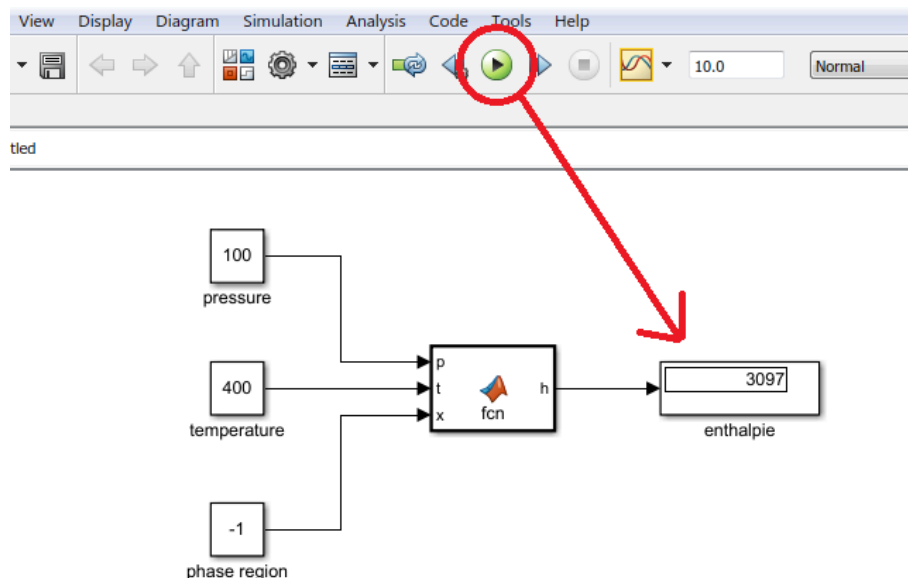 View Display Diagram Simulation Analysis Code Tools Help
10.0 Normal
tled
100
pressure
400
temperature
-1
phase region
p
t
x
h
fcn
3097
enthalpie